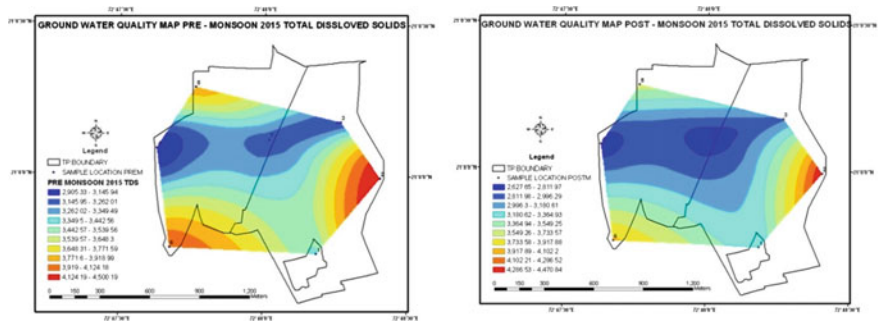 GROUND WATER QUALITY MAP PRE - MONSOON 2015 TOTAL DISSLOVED SOLIDS
Legend
TP BOUNDARY
SAMPLE LOCATION PREM
PRE MONSOON 2015 TDS
2,905.33 - 3,145.94
3,145.95 - 3,262.01
3,262.02 - 3,349.49
3,349.5 - 3,442.56
3,442.57 - 3,539.56
3,539.57 - 3,648.3
3,648.31 - 3,771.59
3,771.6 - 3,918.99
3,919 - 4,124.18
4,124.19 - 4,500.19
0 150 300 600 900 1,200
Meters
GROUND WATER QUALITY MAP POST - MONSOON 2015 TOTAL DISSOLVED SOLIDS
Legend
TP BOUNDARY
SAMPLE LOCATION POSTM
2,627.65 - 2,811.97
2,811.98 - 2,996.29
2,996.3 - 3,180.61
3,180.62 - 3,364.93
3,364.94 - 3,549.25
3,549.26 - 3,733.57
3,733.58 - 3,917.88
3,917.89 - 4,102.2
4,102.21 - 4,286.52
4,286.53 - 4,470.84
0 150 300 600 900 1,200
Meters